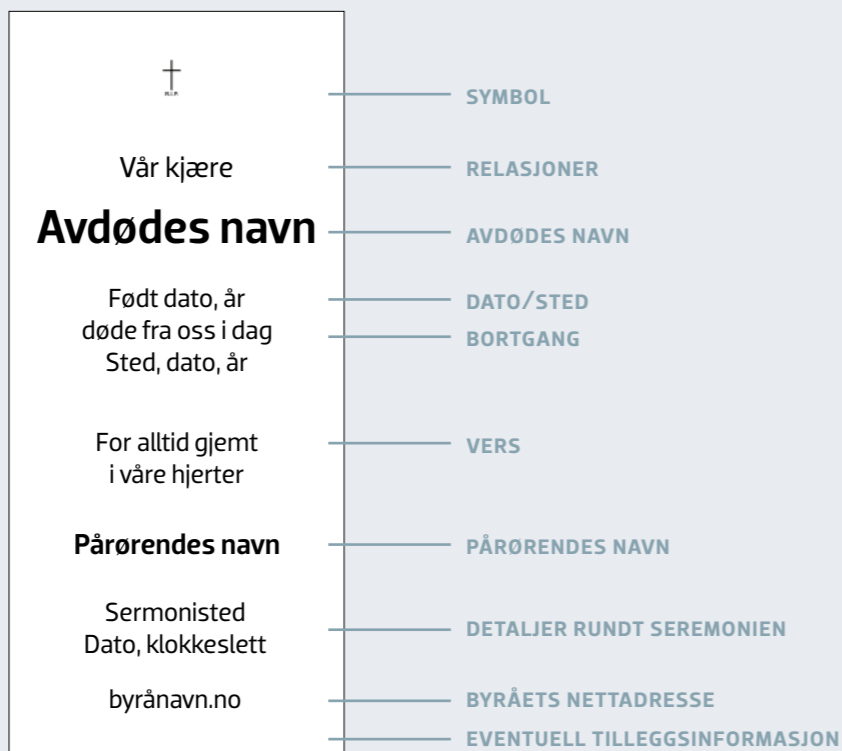 R.I.P.
SYMBOL
Vår kjære
RELASJONER
Avdødes navn
AVDØDES NAVN
Født dato, år
DATO/STED
døde fra oss i dag
BORTGANG
Sted, dato, år
For alltid gjemt
VERS
i våre hjerter
Pårørendes navn
PÅRØRENDES NAVN
Sermonisted
DETALJER RUNDT SEREMONIEN
Dato, klokkeslett
byrånavn.no
BYRÅETS NETTADRESSE
EVENTUELL TILLEGGSINFORMASJON